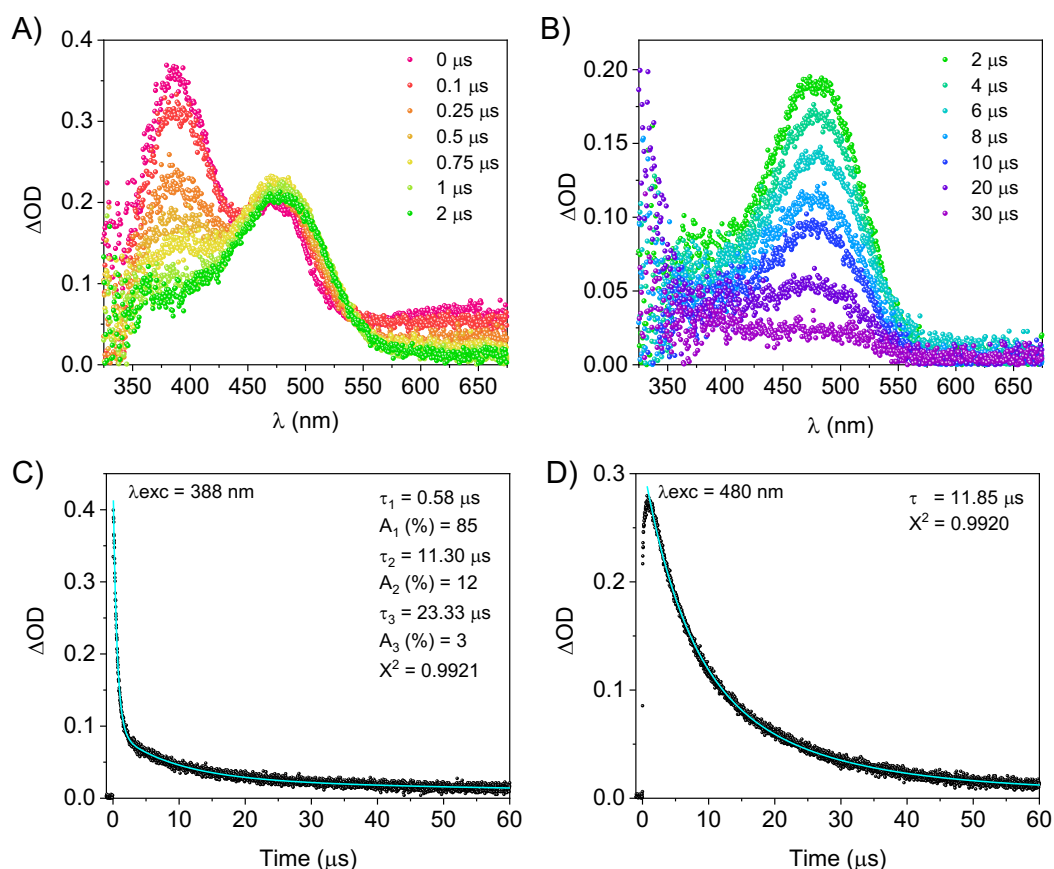 A)
0.4
0.3
0.2
0.1
0.0
ΔOD
350 400 450 500 550 600 650
λ (nm)
0 μs
0.1 μs
0.25 μs
0.5 μs
0.75 μs
1 μs
2 μs
B)
0.20
0.15
0.10
0.05
0.00
ΔOD
350 400 450 500 550 600 650
λ (nm)
2 μs
4 μs
6 μs
8 μs
10 μs
20 μs
30 μs
C)
0.4
0.3
0.2
0.1
0.0
ΔOD
0 10 20 30 40 50 60
Time (μs)
λexc = 388 nm
τ₁ = 0.58 μs
A₁ (%) = 85
τ₂ = 11.30 μs
A₂ (%) = 12
τ₃ = 23.33 μs
A₃ (%) = 3
X² = 0.9921
D)
0.3
0.2
0.1
0.0
ΔOD
0 10 20 30 40 50 60
Time (μs)
λexc = 480 nm
τ = 11.85 μs
X² = 0.9920